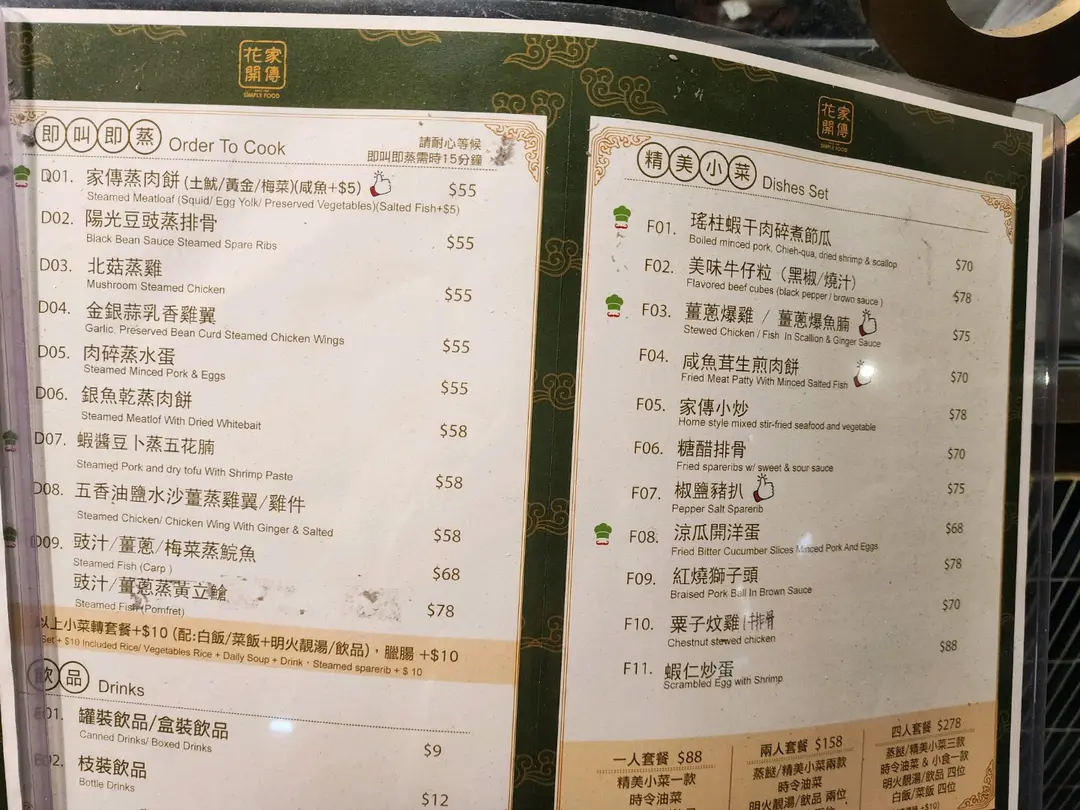 花家
開傳
SIMPLE FOOD
即叫即蒸 Order To Cook
請耐心等候
即叫即蒸需時15分鐘
D01. 家傳蒸肉餅 (土魷/黃金/梅菜)(咸魚+$5) $55
Steamed Meatloaf (Squid/ Egg Yolk/ Preserved Vegetables)(Salted Fish+$5)
D02. 陽光豆豉蒸排骨 $55
Black Bean Sauce Steamed Spare Ribs
D03. 北菇蒸雞 $55
Mushroom Steamed Chicken
D04. 金銀蒜乳香雞翼 $55
Garlic, Preserved Bean Curd Steamed Chicken Wings
D05. 肉碎蒸水蛋 $55
Steamed Minced Pork & Eggs
D06. 銀魚乾蒸肉餅 $58
Steamed Meatlof With Dried Whitebait
D07. 蝦醬豆卜蒸五花腩 $58
Steamed Pork and dry tofu With Shrimp Paste
D08. 五香油鹽水沙薑蒸雞翼/雞件 $58
Steamed Chicken/ Chicken Wing With Ginger & Salted
D09. 豉汁/薑蔥/梅菜蒸鯇魚 $68
Steamed Fish (Carp )
豉汁/薑蔥蒸黃立鯧 $78
Steamed Fish (Pomfret)
以上小菜轉套餐+$10 (配:白飯/菜飯+明火靚湯/飲品)，臘腸 +$10
Set + $10 Included Rice/ Vegetables Rice + Daily Soup + Drink，Steamed sparerib + $ 10
飲品 Drinks
E01. 罐裝飲品/盒裝飲品 $9
Canned Drinks/ Boxed Drinks
E02. 枝裝飲品 $12
Bottle Drinks
花家
開傳
SIMPLE FOOD
精美小菜 Dishes Set
F01. 瑤柱蝦干肉碎煮節瓜 $70
Boiled minced pork, Chieh-qua, dried shrimp & scallop
F02. 美味牛仔粒（黑椒/燒汁） $78
Flavored beef cubes (black pepper / brown sauce )
F03. 薑蔥爆雞 / 薑蔥爆魚腩 $75
Stewed Chicken / Fish In Scallion & Ginger Sauce
F04. 咸魚茸生煎肉餅 $70
Fried Meat Patty With Minced Salted Fish
F05. 家傳小炒 $78
Home style mixed stir-fried seafood and vegetable
F06. 糖醋排骨 $70
Fried spareribs w/ sweet & sour sauce
F07. 椒鹽豬扒 $75
Pepper Salt Sparerib
F08. 涼瓜開洋蛋 $68
Fried Bitter Cucumber Slices Minced Pork And Eggs
F09. 紅燒獅子頭 $78
Braised Pork Ball In Brown Sauce
F10. 栗子炆雞 $70
Chestnut stewed chicken
F11. 蝦仁炒蛋 $88
Scrambled Egg with Shrimp
一人套餐 $88
精美小菜一款
時令油菜
兩人套餐 $158
蒸餸/精美小菜兩款
時令油菜
明火靚湯/飲品 兩位
四人套餐 $278
蒸餸/精美小菜三款
時令油菜 & 小食一款
明火靚湯/飲品 四位
白飯/菜飯 四位